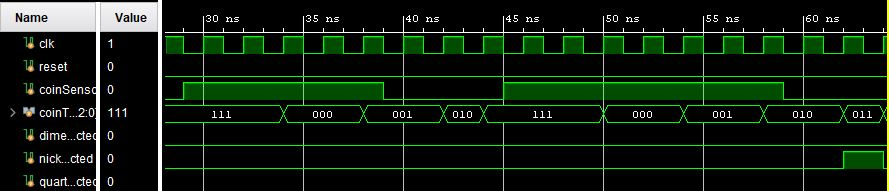 Name Value 30 ns 35 ns 40 ns 45 ns 50 ns 55 ns 60 ns
clk 1
reset 0
coinSenso 0
coinT...2:0] 111 111 000 001 010 111 000 001 010 011
dime...cted 0
nick...cted 0
quart...cted 0